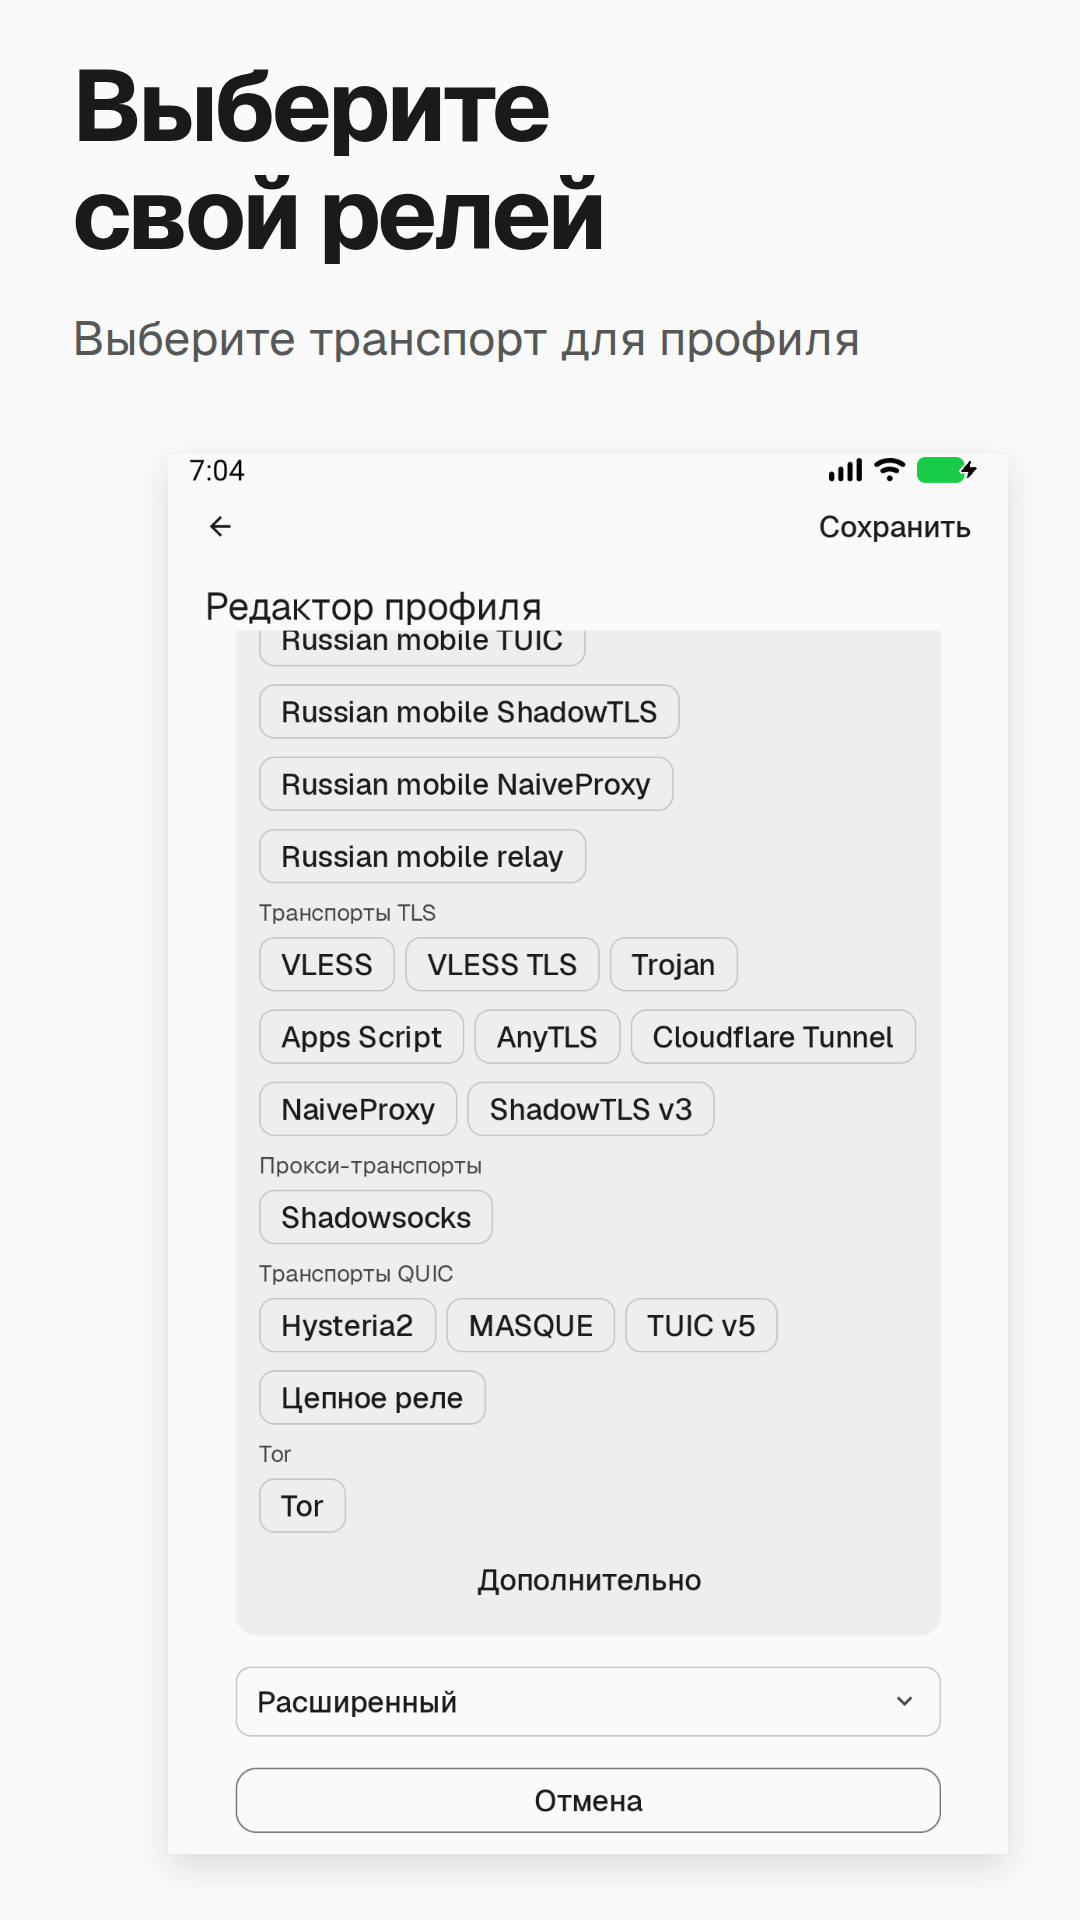 Выберите
свой релей
Выберите транспорт для профиля
7:04
Сохранить
Редактор профиля
Russian mobile TUIC
Russian mobile ShadowTLS
Russian mobile NaiveProxy
Russian mobile relay
Транспорты TLS
VLESS VLESS TLS Trojan
Apps Script AnyTLS Cloudflare Tunnel
NaiveProxy ShadowTLS v3
Прокси-транспорты
Shadowsocks
Транспорты QUIC
Hysteria2 MASQUE TUIC v5
Цепное реле
Tor
Tor
Дополнительно
Расширенный
Отмена